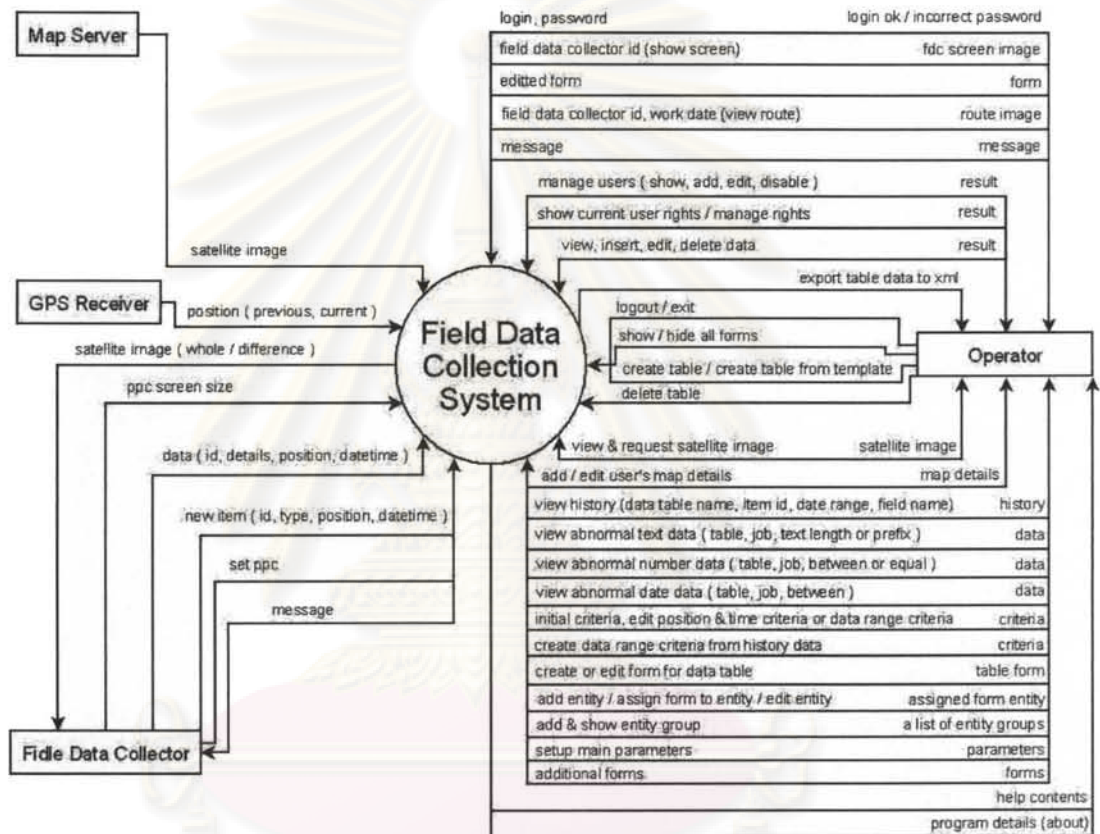 login, password login ok / incorrect password
Map Server
field data collector id (show screen) fdc screen image
editted form form
field data collector id, work date (view route) route image
message message
manage users ( show, add, edit, disable ) result
show current user rights / manage rights result
view, insert, edit, delete data result
satellite image
export table data to xml
GPS Receiver
position ( previous, current )
logout / exit
show / hide all forms
create table / create table from template
delete table
Field Data
Collection
System
Operator
satellite image ( whole / difference )
ppc screen size
data ( id, details, position, datetime )
new item ( id, type, position, datetime )
set ppc
message
Fidle Data Collector
view & request satellite image satellite image
add / edit user's map details map details
view history (data table name, item id, date range, field name) history
view abnormal text data ( table, job, text length or prefix ) data
view abnormal number data ( table, job, between or equal ) data
view abnormal date data ( table, job, between ) data
initial criteria, edit position & time criteria or data range criteria criteria
create data range criteria from history data criteria
create or edit form for data table table form
add entity / assign form to entity / edit entity assigned form entity
add & show entity group a list of entity groups
setup main parameters parameters
additional forms forms
help contents
program details (about)